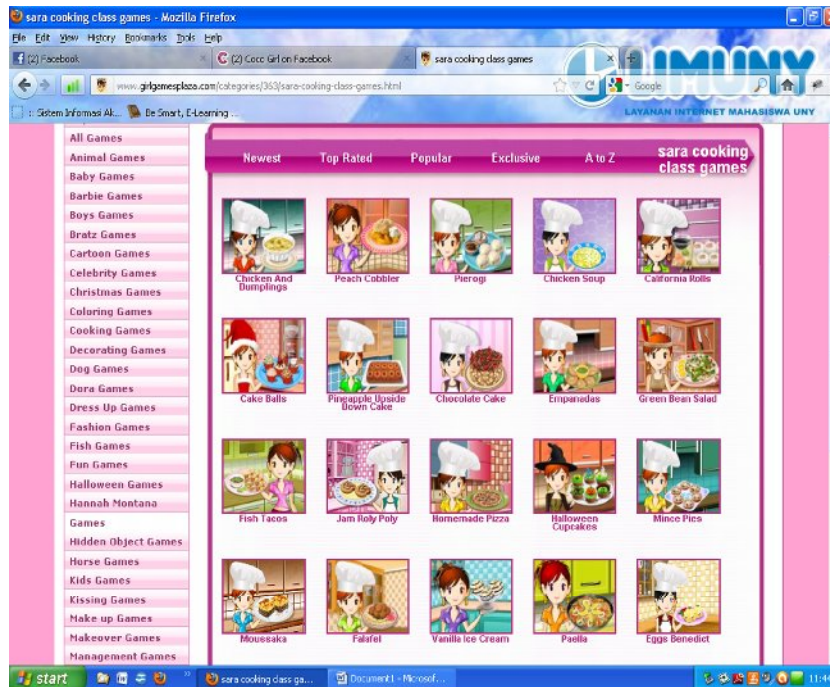 sara cooking class games - Mozilla Firefox
File Edit View History Bookmarks Tools Help
(2) Facebook
(2) Coco Girl on Facebook
sara cooking class games
www.girlgamesplaza.com/categories/363/sara-cooking-class-games.html
Google
LIMUNY
LAYANAN INTERNET MAHASISWA UNY
:: Sistem Informasi Ak...
Be Smart, E-Learning ...
All Games
Animal Games
Baby Games
Barbie Games
Boys Games
Bratz Games
Cartoon Games
Celebrity Games
Christmas Games
Coloring Games
Cooking Games
Decorating Games
Dog Games
Dora Games
Dress Up Games
Fashion Games
Fish Games
Fun Games
Halloween Games
Hannah Montana
Games
Hidden Object Games
Horse Games
Kids Games
Kissing Games
Make up Games
Makeover Games
Management Games
Newest Top Rated Popular Exclusive A to Z
sara cooking
class games
Chicken And
Dumplings
Peach Cobbler
Pierogi
Chicken Soup
California Rolls
Cake Balls
Pineapple Upside
Down Cake
Chocolate Cake
Empanadas
Green Bean Salad
Fish Tacos
Jam Roly Poly
Homemade Pizza
Halloween
Cupcakes
Mince Pies
Moussaka
Falafel
Vanilla Ice Cream
Paella
Eggs Benedict
start
sara cooking class ga...
Document1 - Microsof...